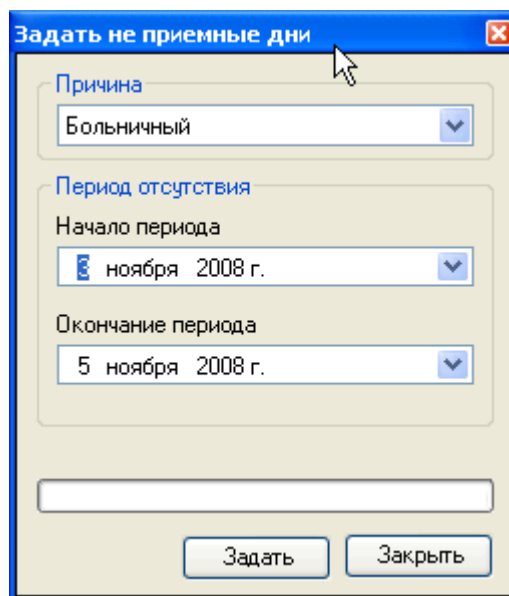 Задать не приемные дни
Причина
Больничный
Период отсутствия
Начало периода
3 ноября 2008 г.
Окончание периода
5 ноября 2008 г.
Задать
Закрыть